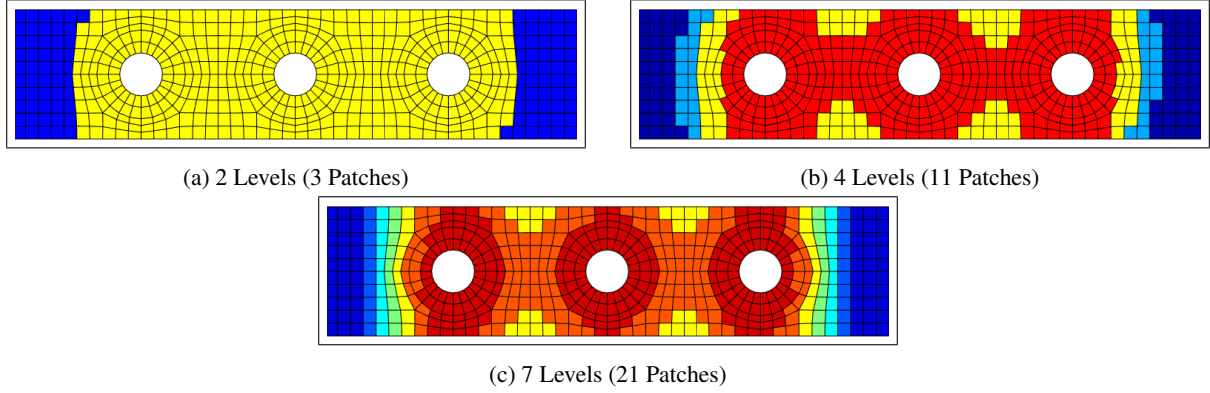 (a) 2 Levels (3 Patches)
(b) 4 Levels (11 Patches)
(c) 7 Levels (21 Patches)